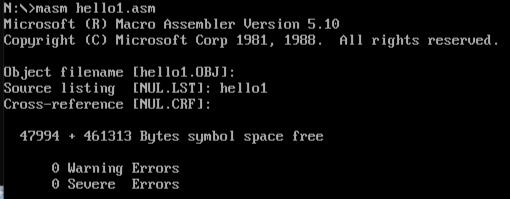 N:\>masm hello1.asm
Microsoft (R) Macro Assembler Version 5.10
Copyright (C) Microsoft Corp 1981, 1988.  All rights reserved.
Object filename [hello1.OBJ]:
Source listing  [NUL.LST]: hello1
Cross-reference [NUL.CRF]:
47994 + 461313 Bytes symbol space free
0 Warning Errors
0 Severe  Errors